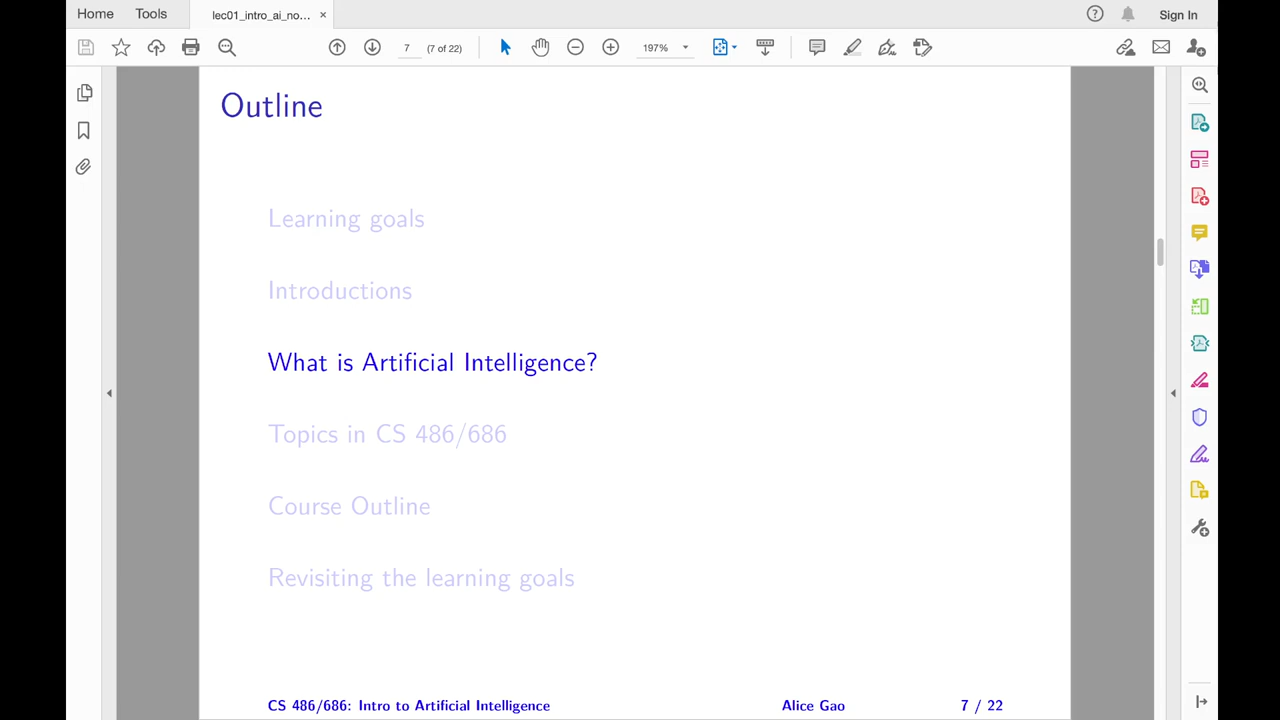 Home Tools lec01_intro_ai_no... × Sign In
7 (7 of 22) 197%
Outline
Learning goals
Introductions
What is Artificial Intelligence?
Topics in CS 486/686
Course Outline
Revisiting the learning goals
CS 486/686: Intro to Artificial Intelligence Alice Gao 7 / 22